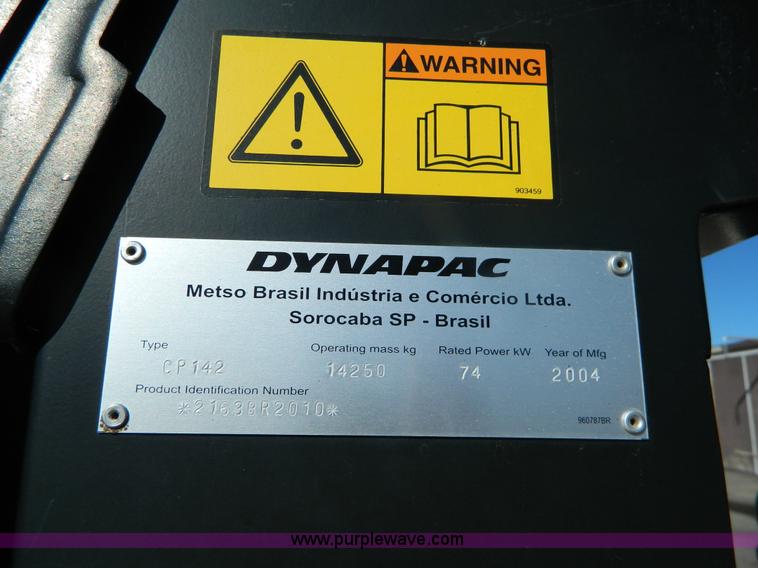 WARNING
903459
DYNAPAC
Metso Brasil Indústria e Comércio Ltda.
Sorocaba SP - Brasil
Type Operating mass kg Rated Power kW Year of Mfg
CP142 14250 74 2004
Product Identification Number
*2163BR2010*
960787BR
www.purplewave.com